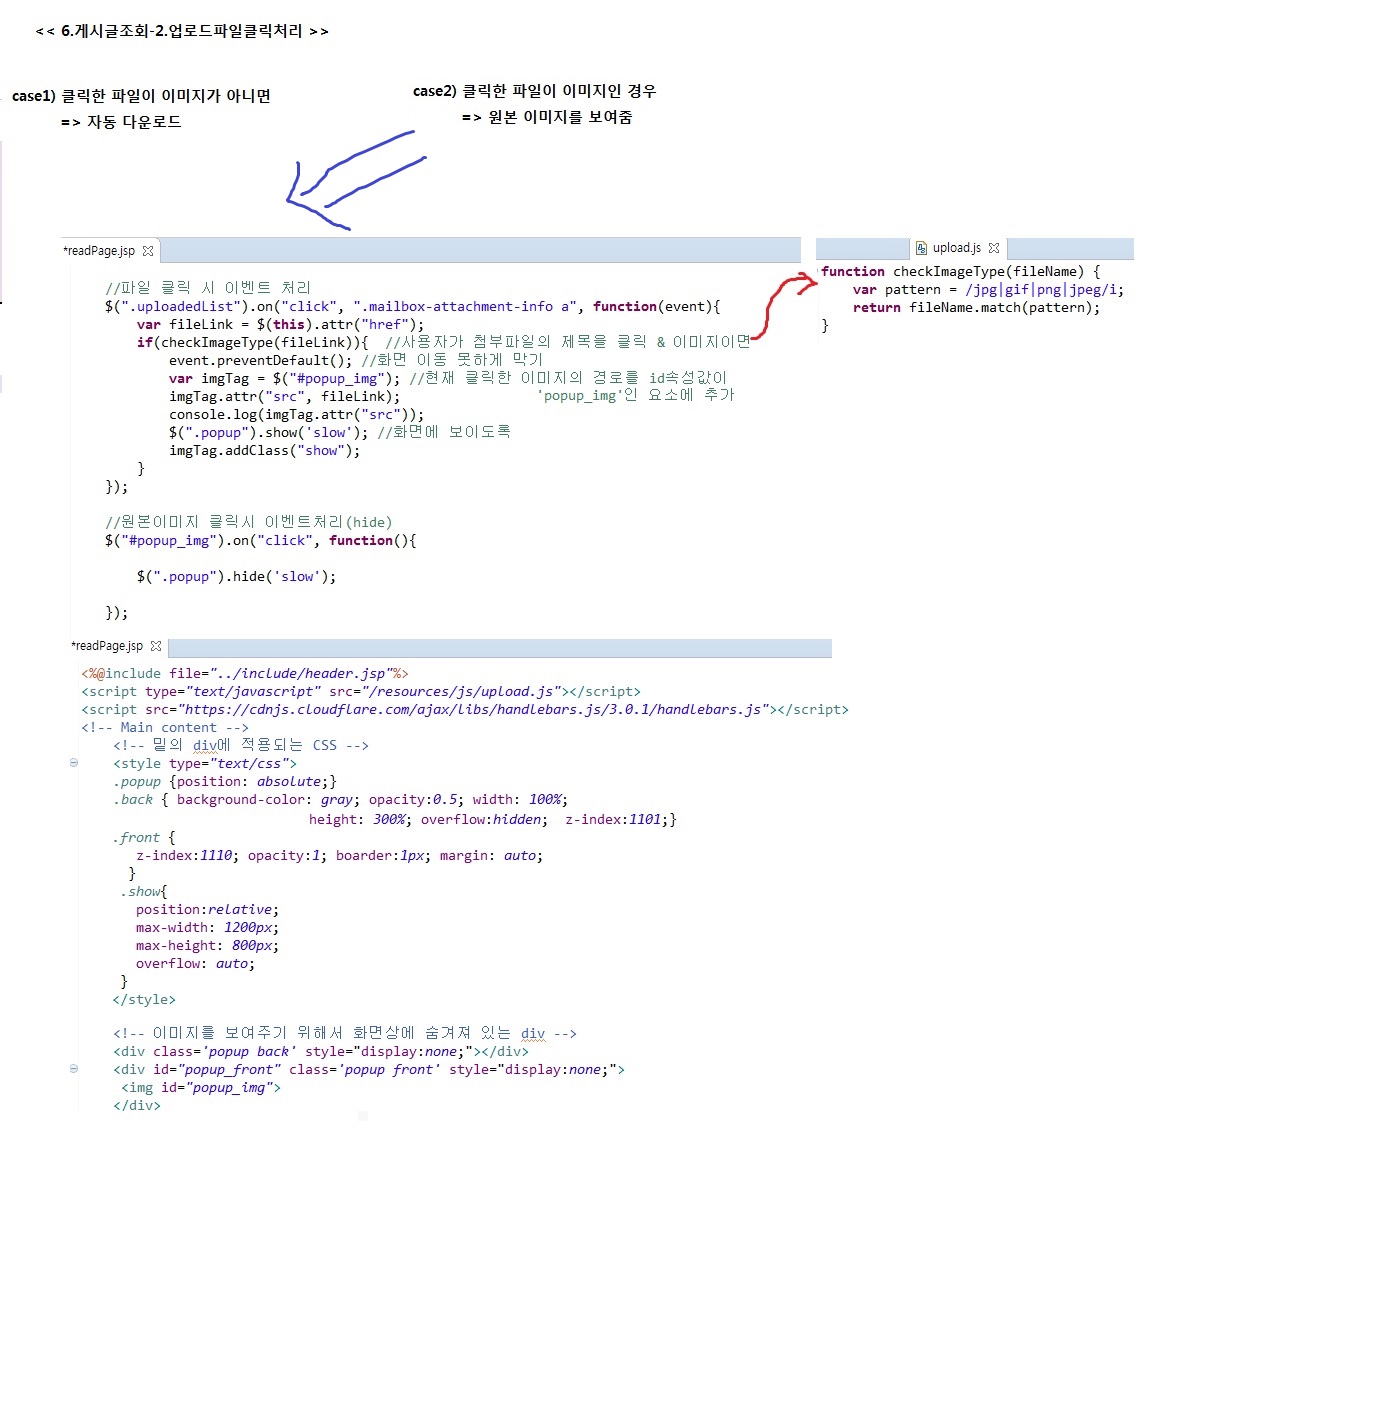 << 6.게시글조회-2.업로드파일클릭처리 >>
case1) 클릭한 파일이 이미지가 아니면
=> 자동 다운로드
case2) 클릭한 파일이 이미지인 경우
=> 원본 이미지를 보여줌
*readPage.jsp
//파일 클릭 시 이벤트 처리
$(".uploadedList").on("click", ".mailbox-attachment-info a", function(event){
var fileLink = $(this).attr("href");
if(checkImageType(fileLink)){ //사용자가 첨부파일의 제목을 클릭 & 이미지이면
event.preventDefault(); //화면 이동 못하게 막기
var imgTag = $("#popup_img"); //현재 클릭한 이미지의 경로를 id속성값이
imgTag.attr("src", fileLink); 'popup_img'인 요소에 추가
console.log(imgTag.attr("src"));
$(".popup").show('slow'); //화면에 보이도록
imgTag.addClass("show");
}
});
//원본이미지 클릭시 이벤트처리(hide)
$("#popup_img").on("click", function(){
$(".popup").hide('slow');
});
upload.js
function checkImageType(fileName) {
var pattern = /jpg|gif|png|jpeg/i;
return fileName.match(pattern);
}
*readPage.jsp
<%@include file="../include/header.jsp"%>
<script type="text/javascript" src="/resources/js/upload.js"></script>
<script src="https://cdnjs.cloudflare.com/ajax/libs/handlebars.js/3.0.1/handlebars.js"></script>
<!-- Main content -->
<!-- 밑의 div에 적용되는 CSS -->
<style type="text/css">
.popup {position: absolute;}
.back { background-color: gray; opacity:0.5; width: 100%;
height: 300%; overflow:hidden; z-index:1101;}
.front {
z-index:1110; opacity:1; boarder:1px; margin: auto;
}
.show{
position:relative;
max-width: 1200px;
max-height: 800px;
overflow: auto;
}
</style>
<!-- 이미지를 보여주기 위해서 화면상에 숨겨져 있는 div -->
<div class='popup back' style="display:none;"></div>
<div id="popup_front" class='popup front' style="display:none;">
<img id="popup_img">
</div>